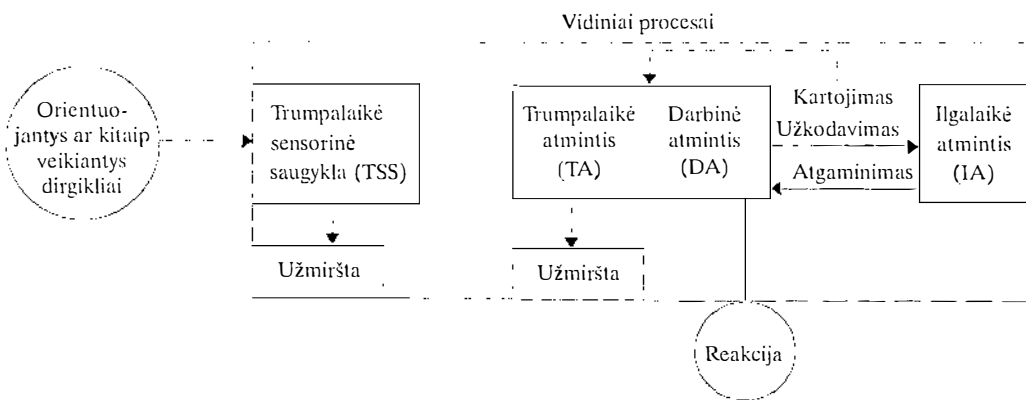 Vidiniai procesai
Orientuo-
jantys ar kitaip
veikiantys
dirgikliai
Trumpalaikė
sensorinė
saugykla (TSS)
Užmiršta
Trumpalaikė
atmintis
(TA)
Darbinė
atmintis
(DA)
Užmiršta
Kartojimas
Užkodavimas
Atgaminimas
Ilgalaikė
atmintis
(IA)
Reakcija